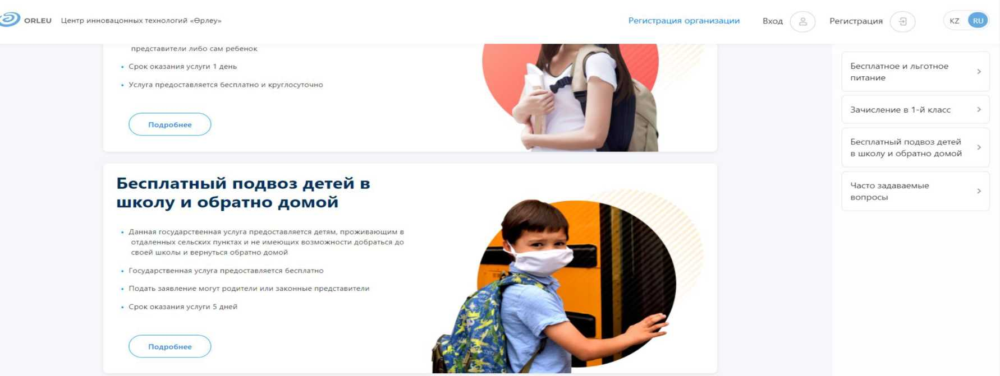 ORLEU Центр инновацонных технологий «Өрлеу»
Регистрация организации
Вход
Регистрация
KZ RU
представители либо сам ребенок
Срок оказания услуги 1 день
Услуга предоставляется бесплатно и круглосуточно
Подробнее
Бесплатный подвоз детей в
школу и обратно домой
Данная государственная услуга предоставляется детям, проживающим в
отдаленных сельских пунктах и не имеющих возможности добраться до
своей школы и вернуться обратно домой
Государственная услуга предоставляется бесплатно
Подать заявление могут родители или законные представители
Срок оказания услуги 5 дней
Подробнее
Бесплатное и льготное
питание
Зачисление в 1-й класс
Бесплатный подвоз детей
в школу и обратно домой
Часто задаваемые
вопросы